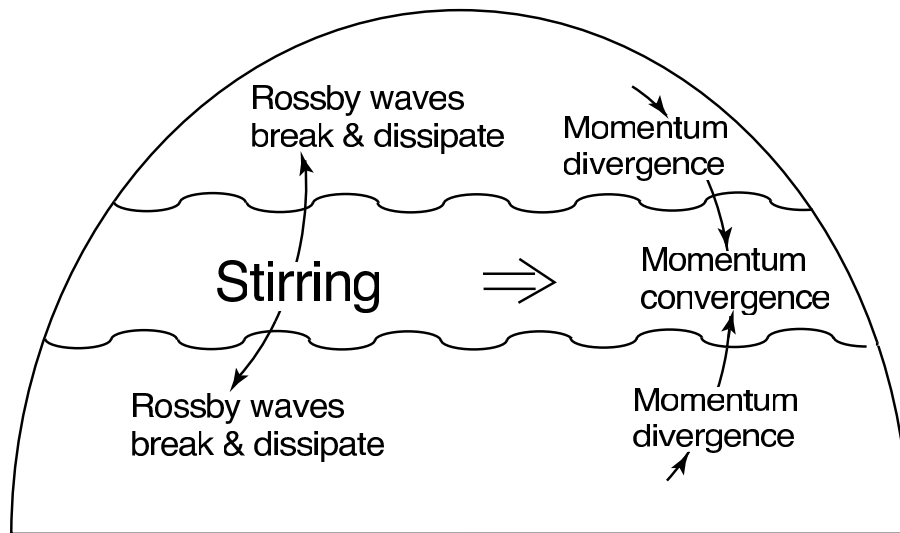 Rossby waves
break & dissipate
Momentum
divergence
Stirring
Momentum
convergence
Rossby waves
break & dissipate
Momentum
divergence